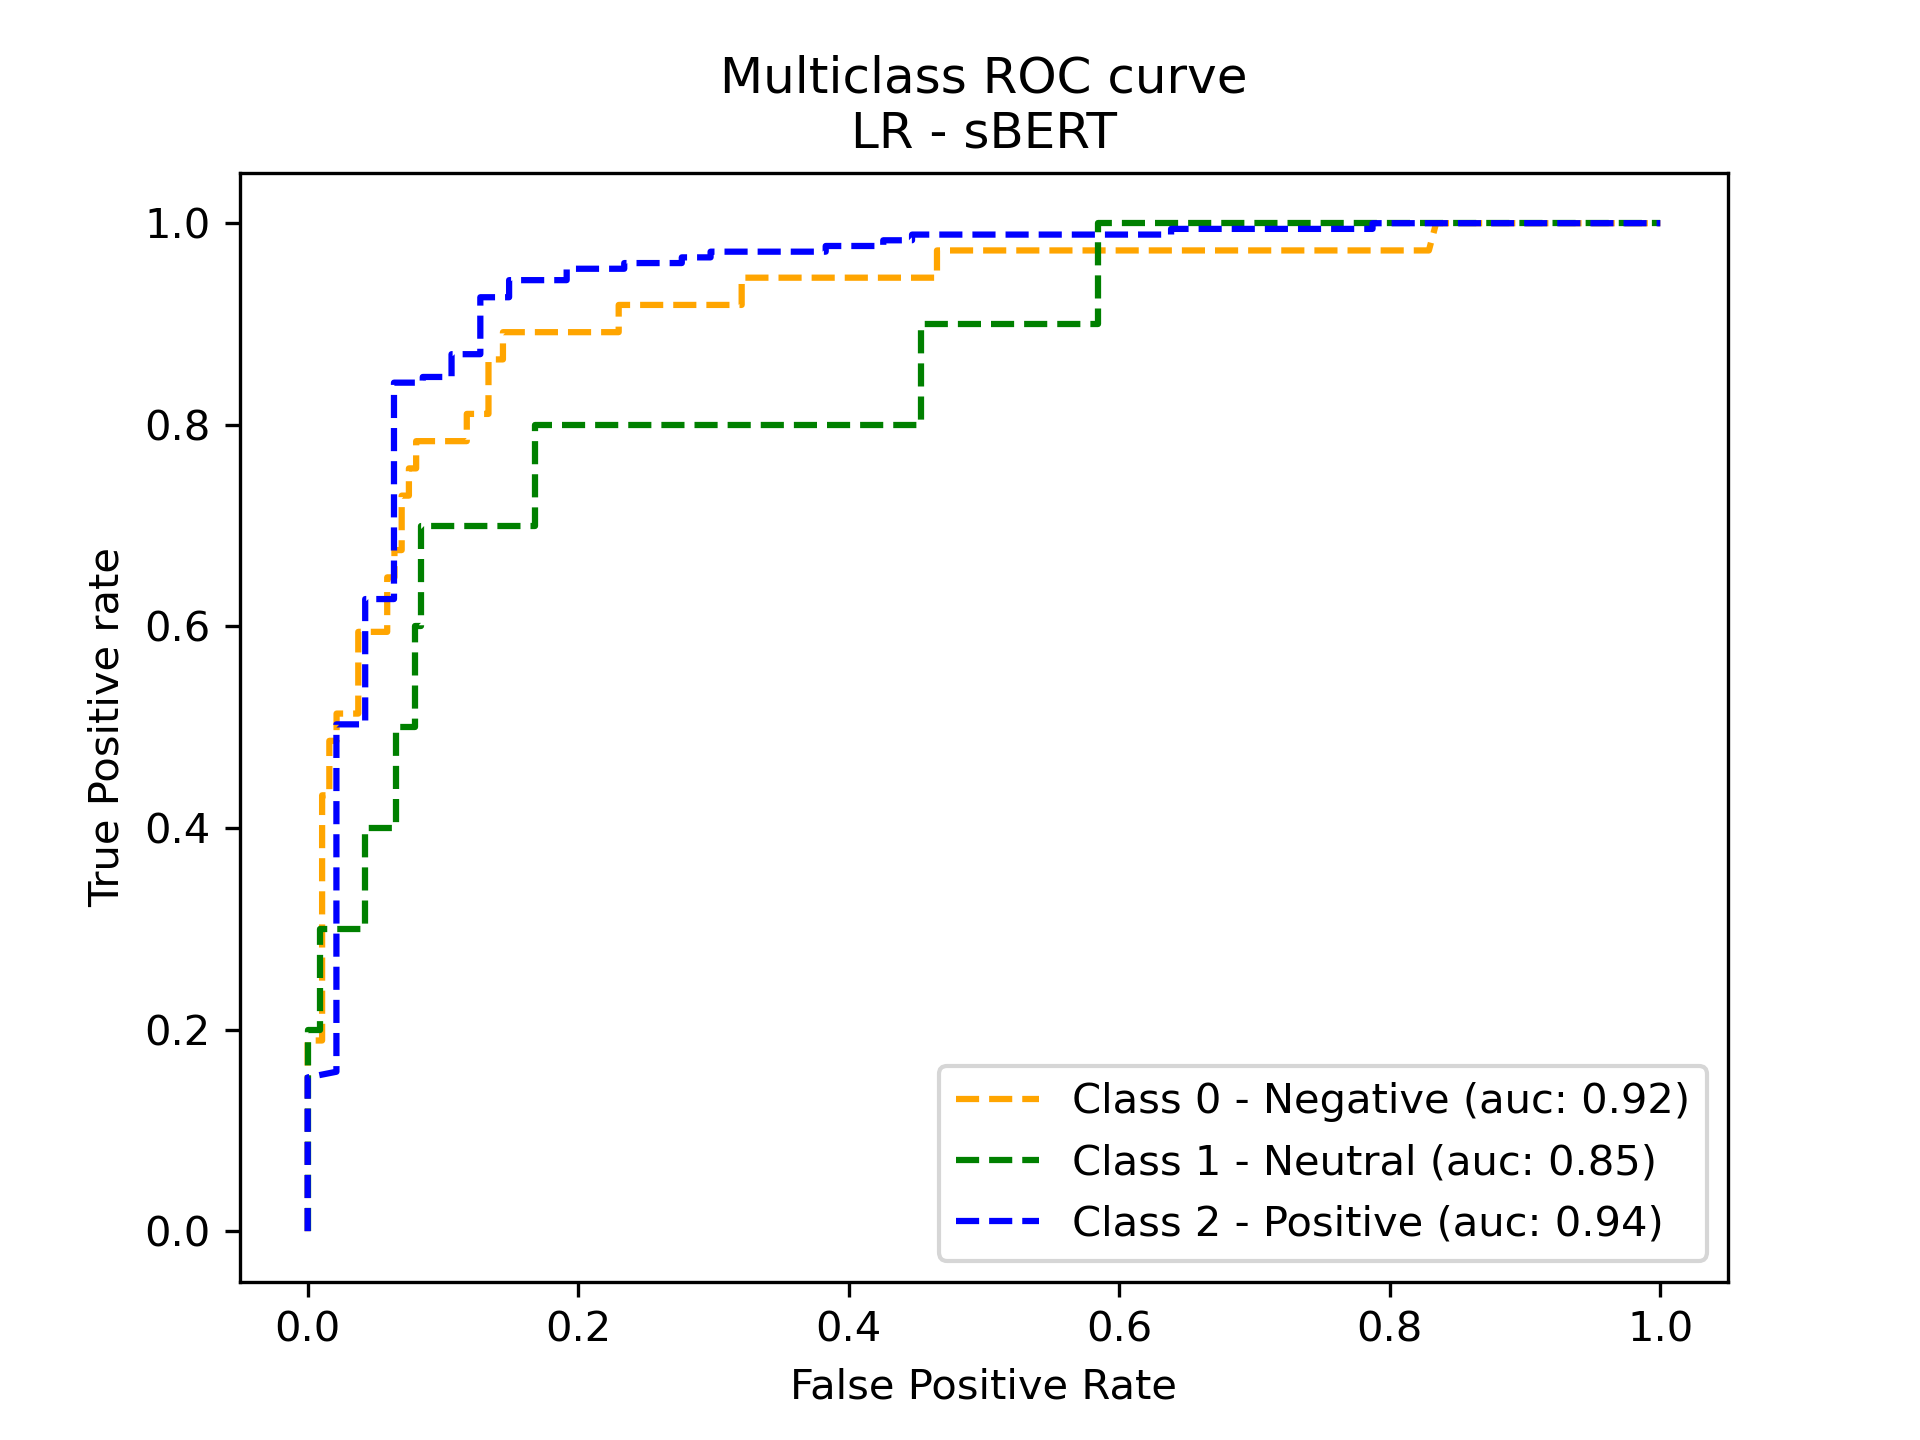 Multiclass ROC curve
LR - sBERT
1.0
0.8
0.6
0.4
0.2
0.0
True Positive rate
Class 0 - Negative (auc: 0.92)
Class 1 - Neutral (auc: 0.85)
Class 2 - Positive (auc: 0.94)
0.0 0.2 0.4 0.6 0.8 1.0
False Positive Rate